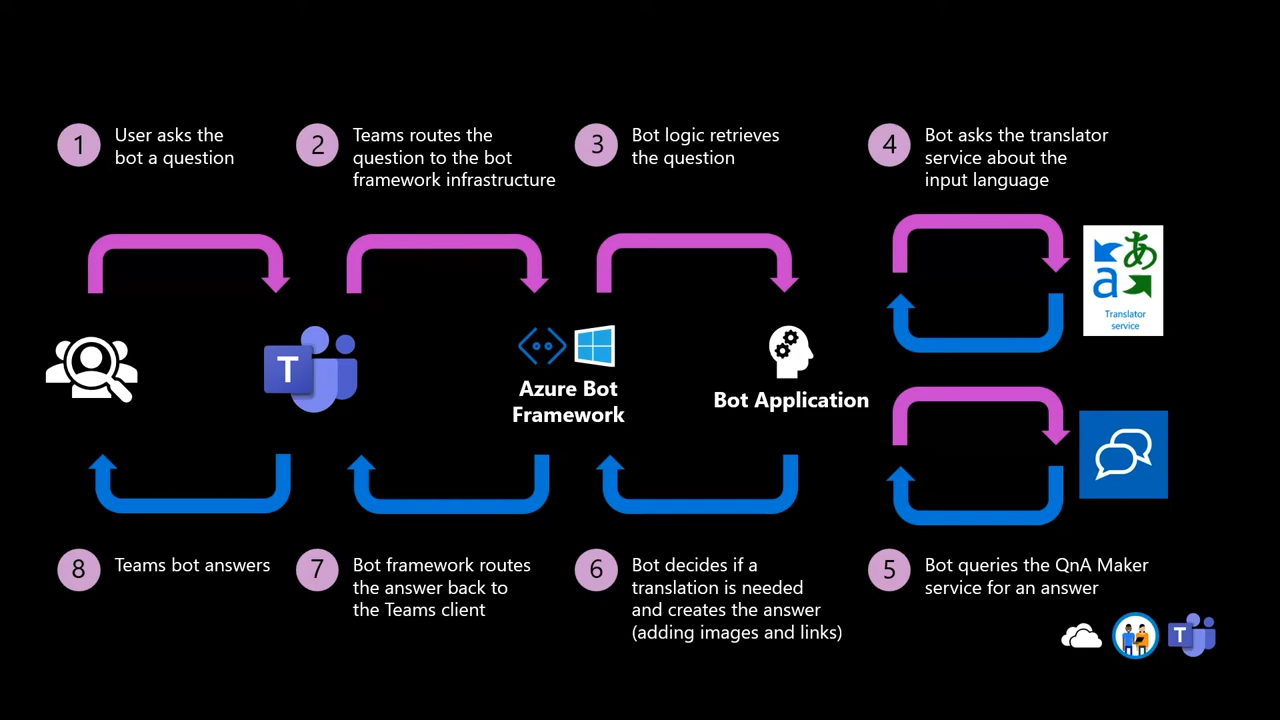 1
User asks the
bot a question
2
Teams routes the
question to the bot
framework infrastructure
3
Bot logic retrieves
the question
4
Bot asks the translator
service about the
input language
T
Azure Bot
Framework
Bot Application
a
あ
Translator
service
8
Teams bot answers
7
Bot framework routes
the answer back to
the Teams client
6
Bot decides if a
translation is needed
and creates the answer
(adding images and links)
5
Bot queries the QnA Maker
service for an answer
T